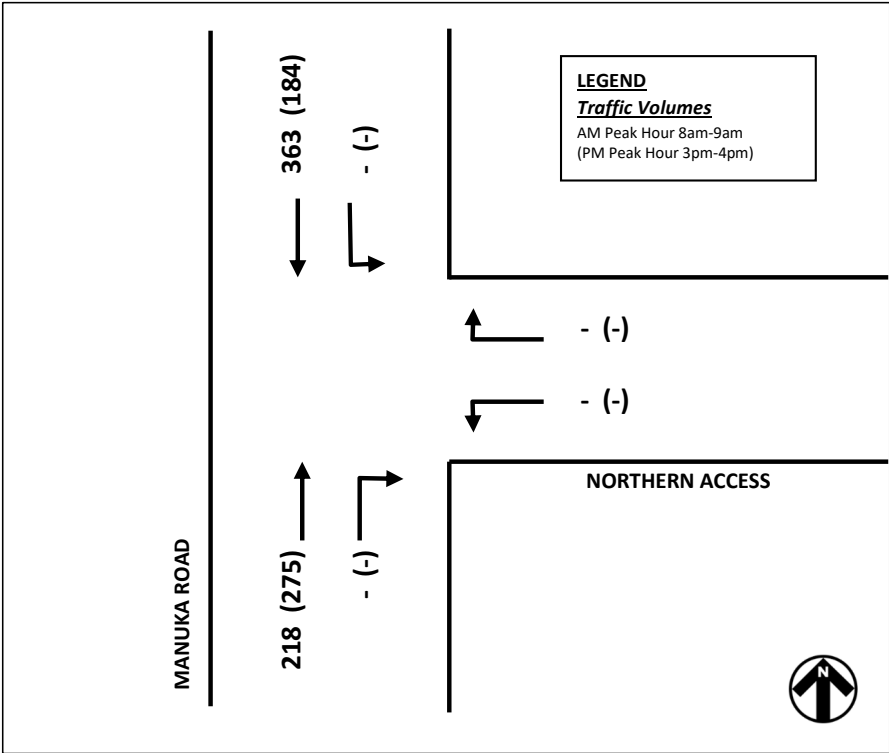 363 (184)
- (-)
LEGEND
Traffic Volumes
AM Peak Hour 8am-9am
(PM Peak Hour 3pm-4pm)
- (-)
- (-)
NORTHERN ACCESS
MANUKA ROAD
218 (275)
- (-)
N